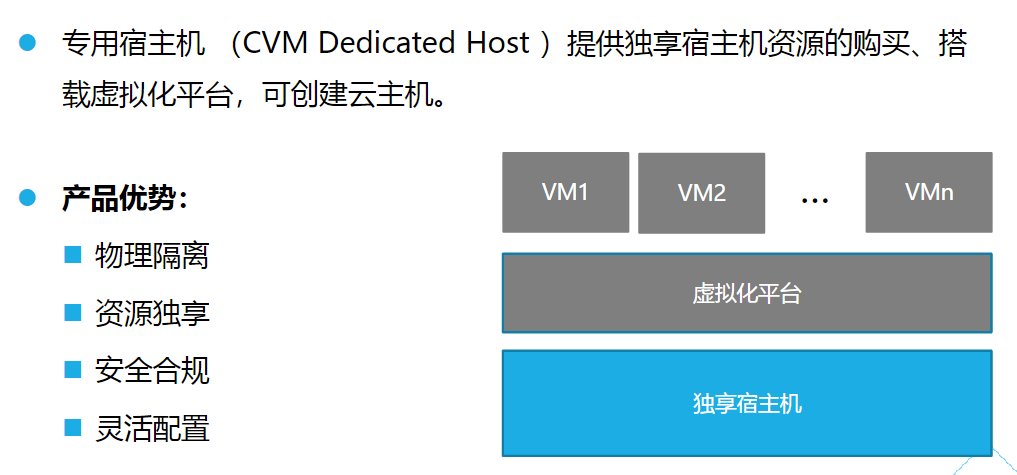 专用宿主机 （CVM Dedicated Host ）提供独享宿主机资源的购买、搭
载虚拟化平台，可创建云主机。
产品优势：
物理隔离
资源独享
安全合规
灵活配置
VM1
VM2
...
VMn
虚拟化平台
独享宿主机